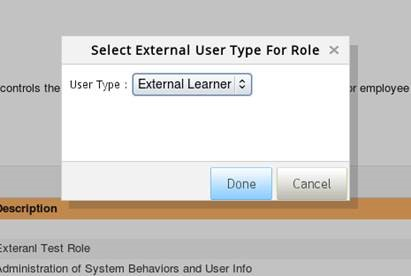 Select External User Type For Role ×
controls the
User Type : External Learner
or employee
Done Cancel
Description
Exteranl Test Role
Administration of System Behaviors and User Info